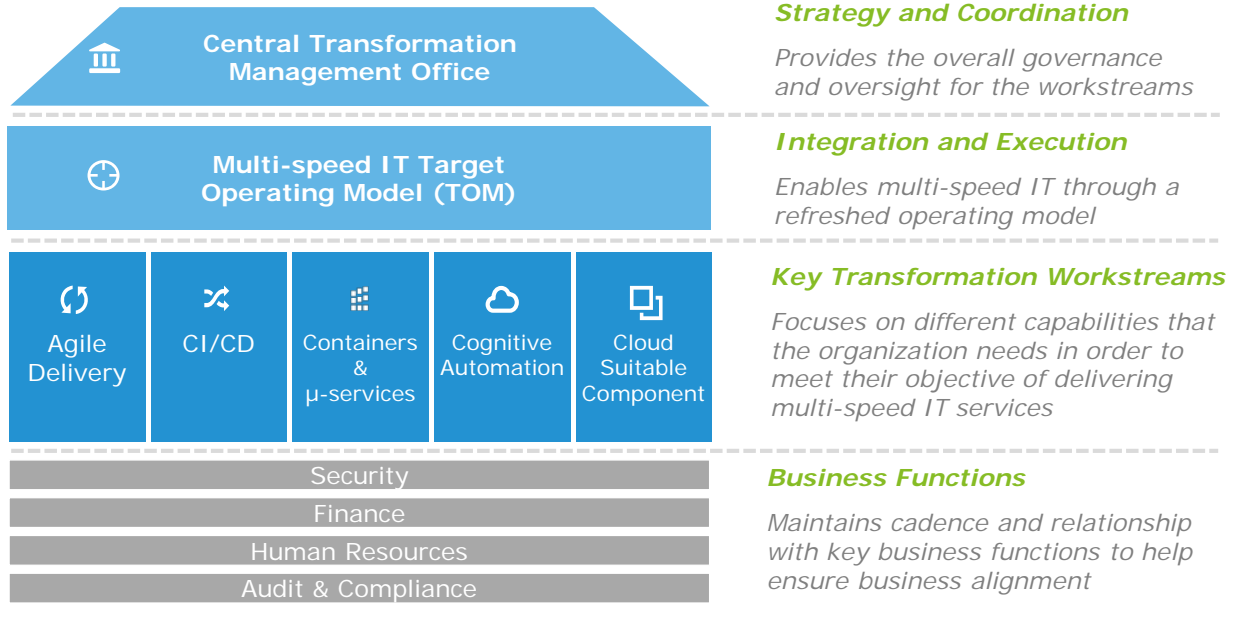 Central Transformation
Management Office
Strategy and Coordination
Provides the overall governance
and oversight for the workstreams
Multi-speed IT Target
Operating Model (TOM)
Integration and Execution
Enables multi-speed IT through a
refreshed operating model
Agile
Delivery
CI/CD
Containers
&
µ-services
Cognitive
Automation
Cloud
Suitable
Component
Key Transformation Workstreams
Focuses on different capabilities that
the organization needs in order to
meet their objective of delivering
multi-speed IT services
Security
Finance
Human Resources
Audit & Compliance
Business Functions
Maintains cadence and relationship
with key business functions to help
ensure business alignment